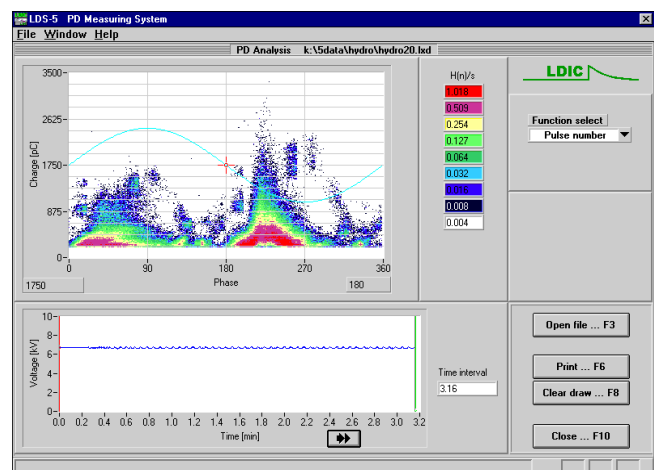 LDS-5 PD Measuring System
File Window Help
PD Analysis k:\5data\hydro\hydro20.lxd
Charge [pC]
3500
2625
1750
875
0
0 90 180 270 360
Phase
1750
180
H(n)/s
1.018
0.509
0.254
0.127
0.064
0.032
0.016
0.008
0.004
LDIC
Function select
Pulse number
Voltage [kV]
10
8
6
4
2
0
0.0 0.2 0.4 0.6 0.8 1.0 1.2 1.4 1.6 1.8 2.0 2.2 2.4 2.6 2.8 3.0 3.2
Time [min]
Time interval
3.16
Open file ... F3
Print ... F6
Clear draw ... F8
Close ... F10